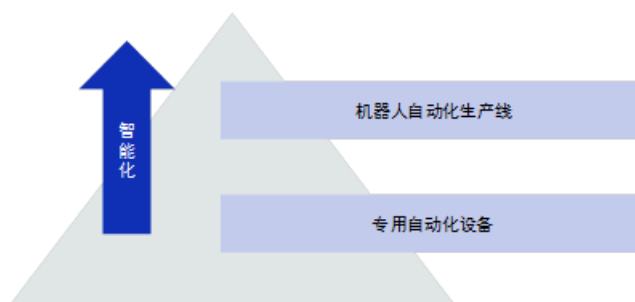 智能化
机器人自动化生产线
专用自动化设备